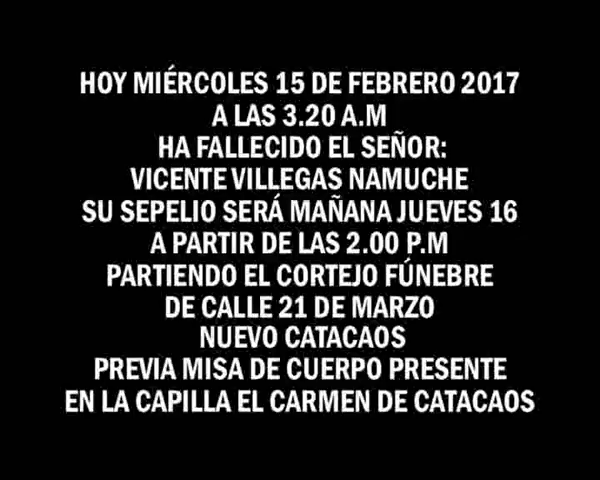 HOY MIÉRCOLES 15 DE FEBRERO 2017
A LAS 3.20 A.M
HA FALLECIDO EL SEÑOR:
VICENTE VILLEGAS NAMUCHE
SU SEPELIO SERÁ MAÑANA JUEVES 16
A PARTIR DE LAS 2.00 P.M
PARTIENDO EL CORTEJO FÚNEBRE
DE CALLE 21 DE MARZO
NUEVO CATACAOS
PREVIA MISA DE CUERPO PRESENTE
EN LA CAPILLA EL CARMEN DE CATACAOS